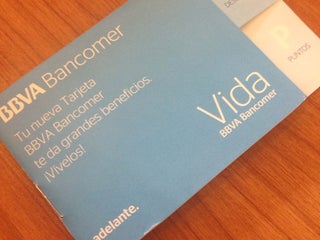 BBVA Bancomer
Tu nueva Tarjeta
BBVA Bancomer
te da grandes beneficios.
¡Vívelos!
Vida
BBVA Bancomer
adelante.
P
PUNTOS